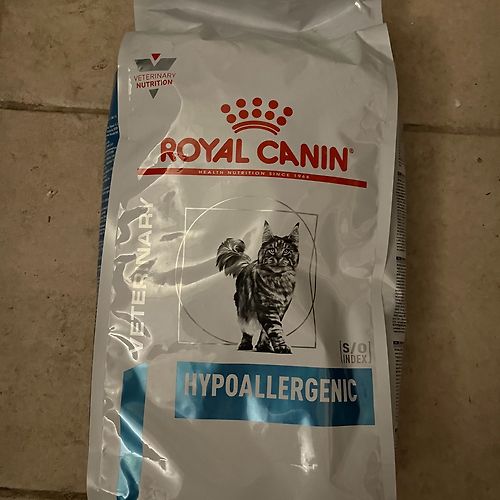 VETERINARY
NUTRITION
ROYAL CANIN
HEALTH NUTRITION SINCE 1968
VETERINARY
S/O
INDEX
HYPOALLERGENIC